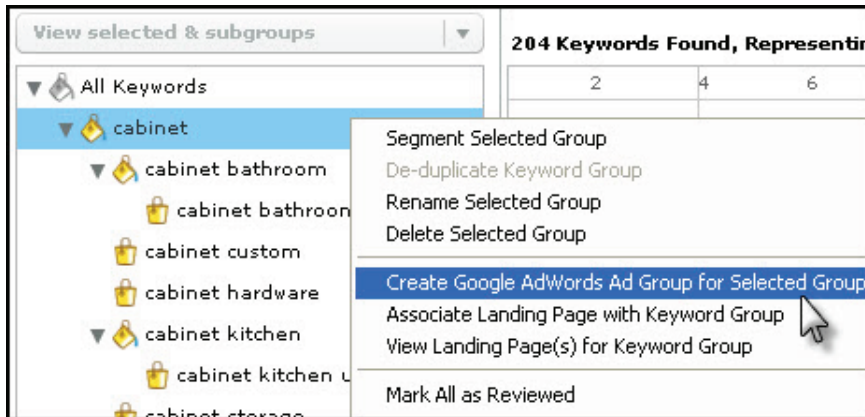 View selected & subgroups
204 Keywords Found,
2 4 6
All Keywords
cabinet
cabinet bathroom
cabinet
cabinet custom
cabinet hardware
cabinet kitchen
cabinet kitchen
cabinet storage
Segment Selected Group
De-duplicate Keyword Group
Rename Selected Group
Delete Selected Group
Create Google AdWords Ad Group for Selected Group
Associate Landing Page with Keyword Group
View Landing Page(s) for Keyword Group
Mark All as Reviewed